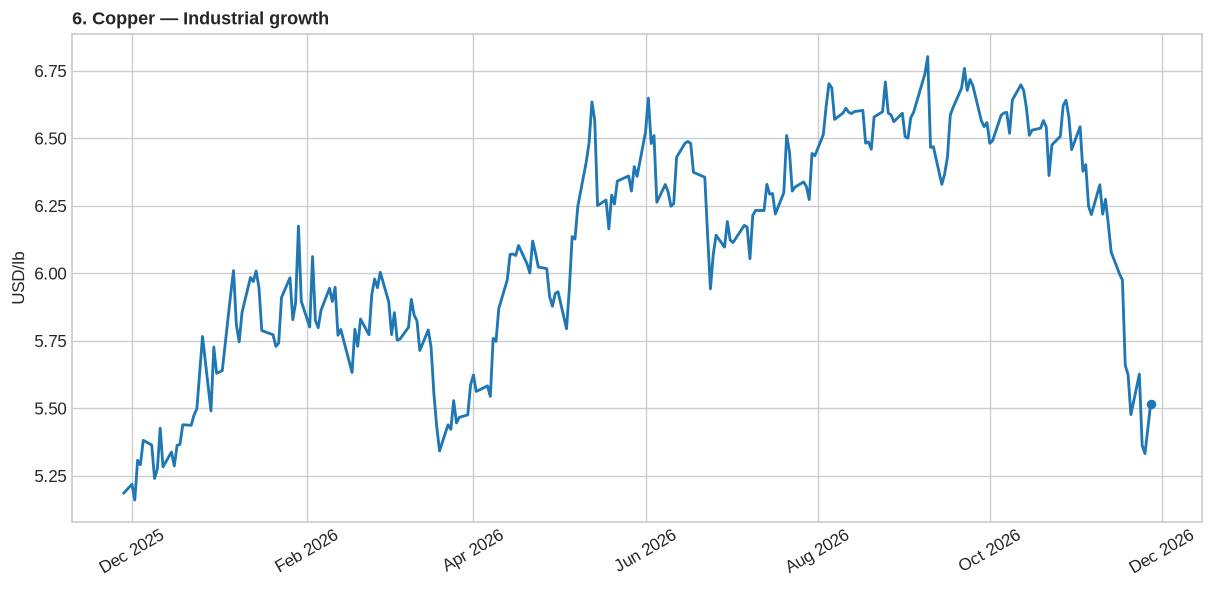 6. Copper — Industrial growth
USD/lb
6.75
6.50
6.25
6.00
5.75
5.50
5.25
Dec 2025
Feb 2026
Apr 2026
Jun 2026
Aug 2026
Oct 2026
Dec 2026